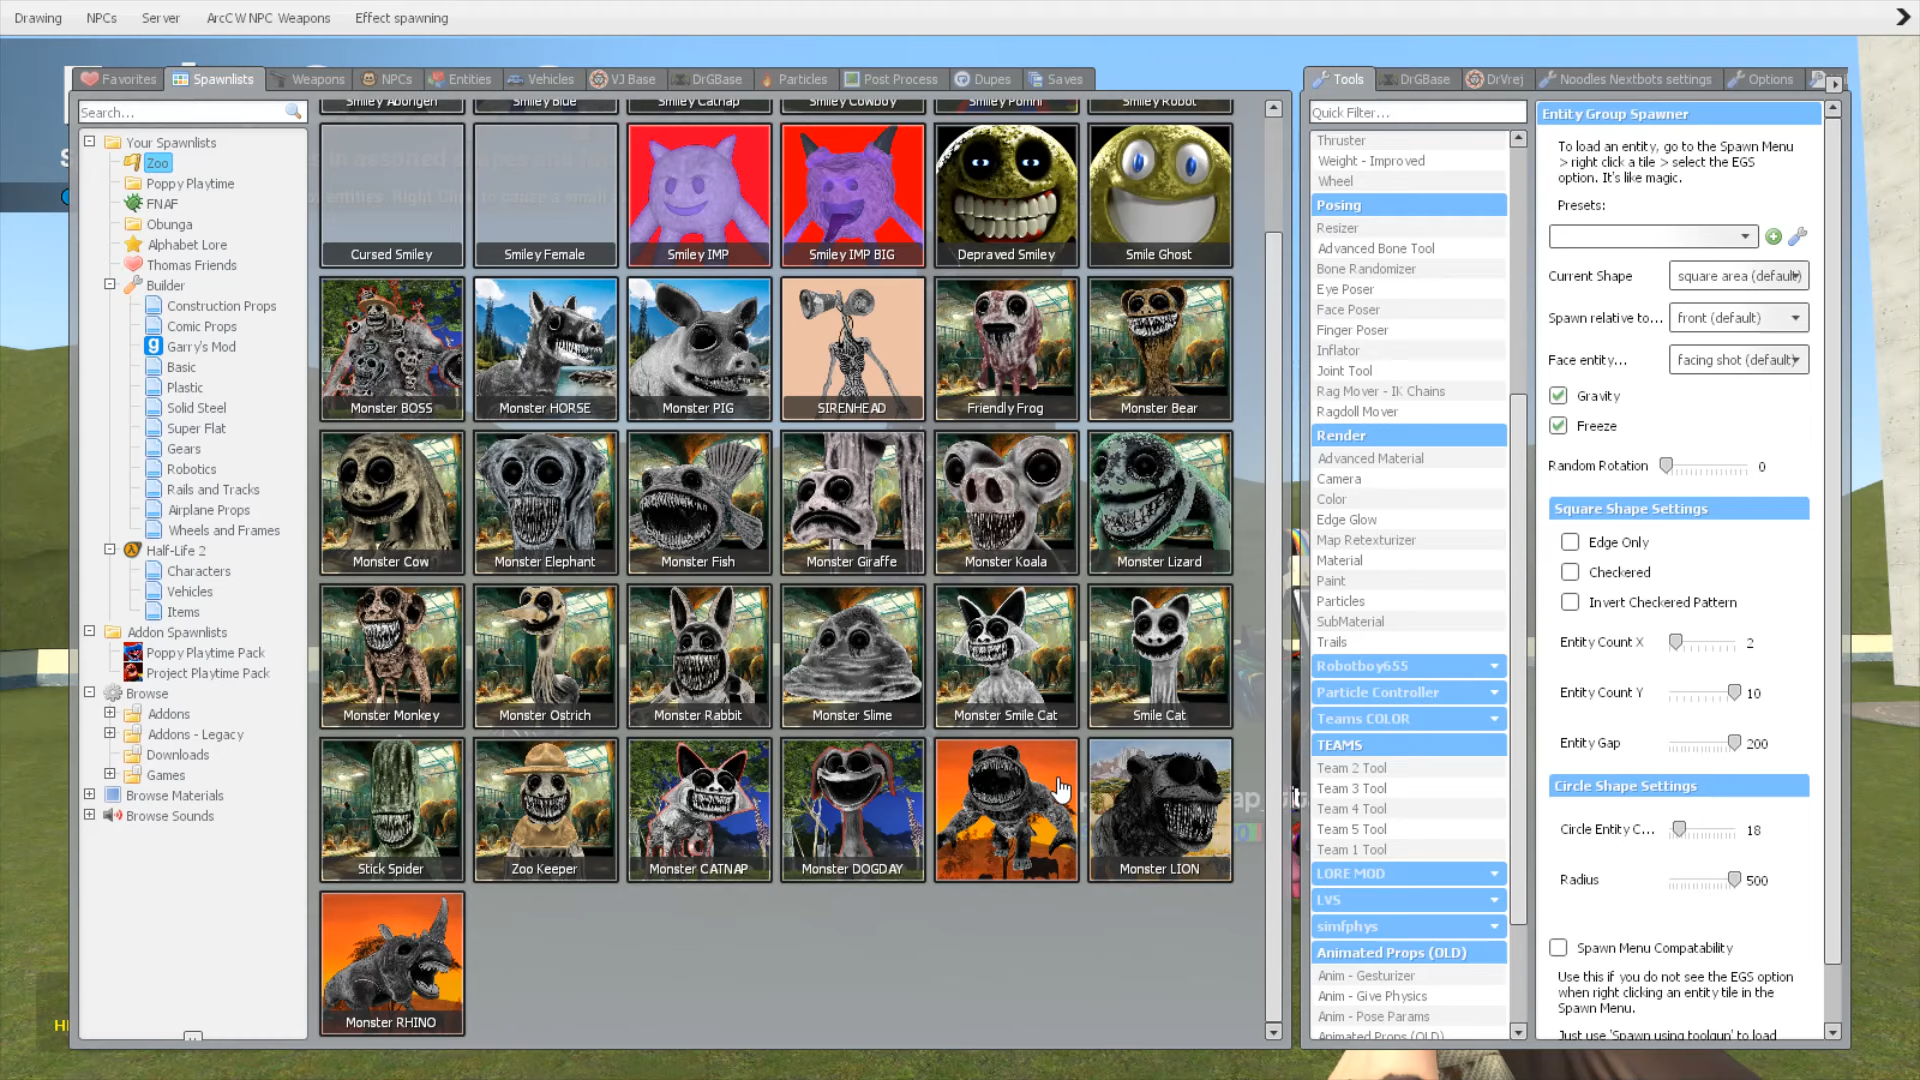 Drawing NPCs Server ArcCW NPC Weapons Effect spawning
Favorites Spawnlists Weapons NPCs Entities Vehicles VJ Base DrGBase Particles Post Process Dupes Saves
Search...
Your Spawnlists
Zoo
Poppy Playtime
FNAF
Obunga
Alphabet Lore
Thomas Friends
Builder
Construction Props
Comic Props
Garry's Mod
Basic
Plastic
Solid Steel
Super Flat
Gears
Robotics
Rails and Tracks
Airplane Props
Wheels and Frames
Half-Life 2
Characters
Vehicles
Items
Addon Spawnlists
Poppy Playtime Pack
Project Playtime Pack
Browse
Addons
Addons - Legacy
Downloads
Games
Browse Materials
Browse Sounds
Smiley Aborigen Smiley Blue Smiley Catnap Smiley CowBoy Smiley Pomni Smiley Robot
Cursed Smiley Smiley Female Smiley IMP Smiley IMP BIG Depraved Smiley Smile Ghost
Monster BOSS Monster HORSE Monster PIG SIRENHEAD Friendly Frog Monster Bear
Monster Cow Monster Elephant Monster Fish Monster Giraffe Monster Koala Monster Lizard
Monster Monkey Monster Ostrich Monster Rabbit Monster Slime Monster Smile Cat Smile Cat
Stick Spider Zoo Keeper Monster CATNAP Monster DOGDAY Monster LION
Monster RHINO
Tools DrGBase DrVrej Noodles Nextbots settings Options
Quick Filter...
Thruster
Weight - Improved
Wheel
Posing
Resizer
Advanced Bone Tool
Bone Randomizer
Eye Poser
Face Poser
Finger Poser
Inflator
Joint Tool
Rag Mover - IK Chains
Ragdoll Mover
Render
Advanced Material
Camera
Color
Edge Glow
Map Retexturizer
Material
Paint
Particles
SubMaterial
Trails
Robotboy655
Particle Controller
Teams COLOR
TEAMS
Team 2 Tool
Team 3 Tool
Team 4 Tool
Team 5 Tool
Team 1 Tool
LORE MOD
LVS
simfphys
Animated Props (OLD)
Anim - Gesturizer
Anim - Give Physics
Anim - Pose Params
Animated Props (OLD)
Entity Group Spawner
To load an entity, go to the Spawn Menu
> right click a tile > select the EGS
option. It's like magic.
Presets:
Current Shape square area (default)
Spawn relative to... front (default)
Face entity... facing shot (default)
Gravity
Freeze
Random Rotation 0
Square Shape Settings
Edge Only
Checkered
Invert Checkered Pattern
Entity Count X 2
Entity Count Y 10
Entity Gap 200
Circle Shape Settings
Circle Entity C... 18
Radius 500
Spawn Menu Compatability
Use this if you do not see the EGS option
when right clicking an entity tile in the
Spawn Menu.
Just use 'Spawn using toolgun' to load